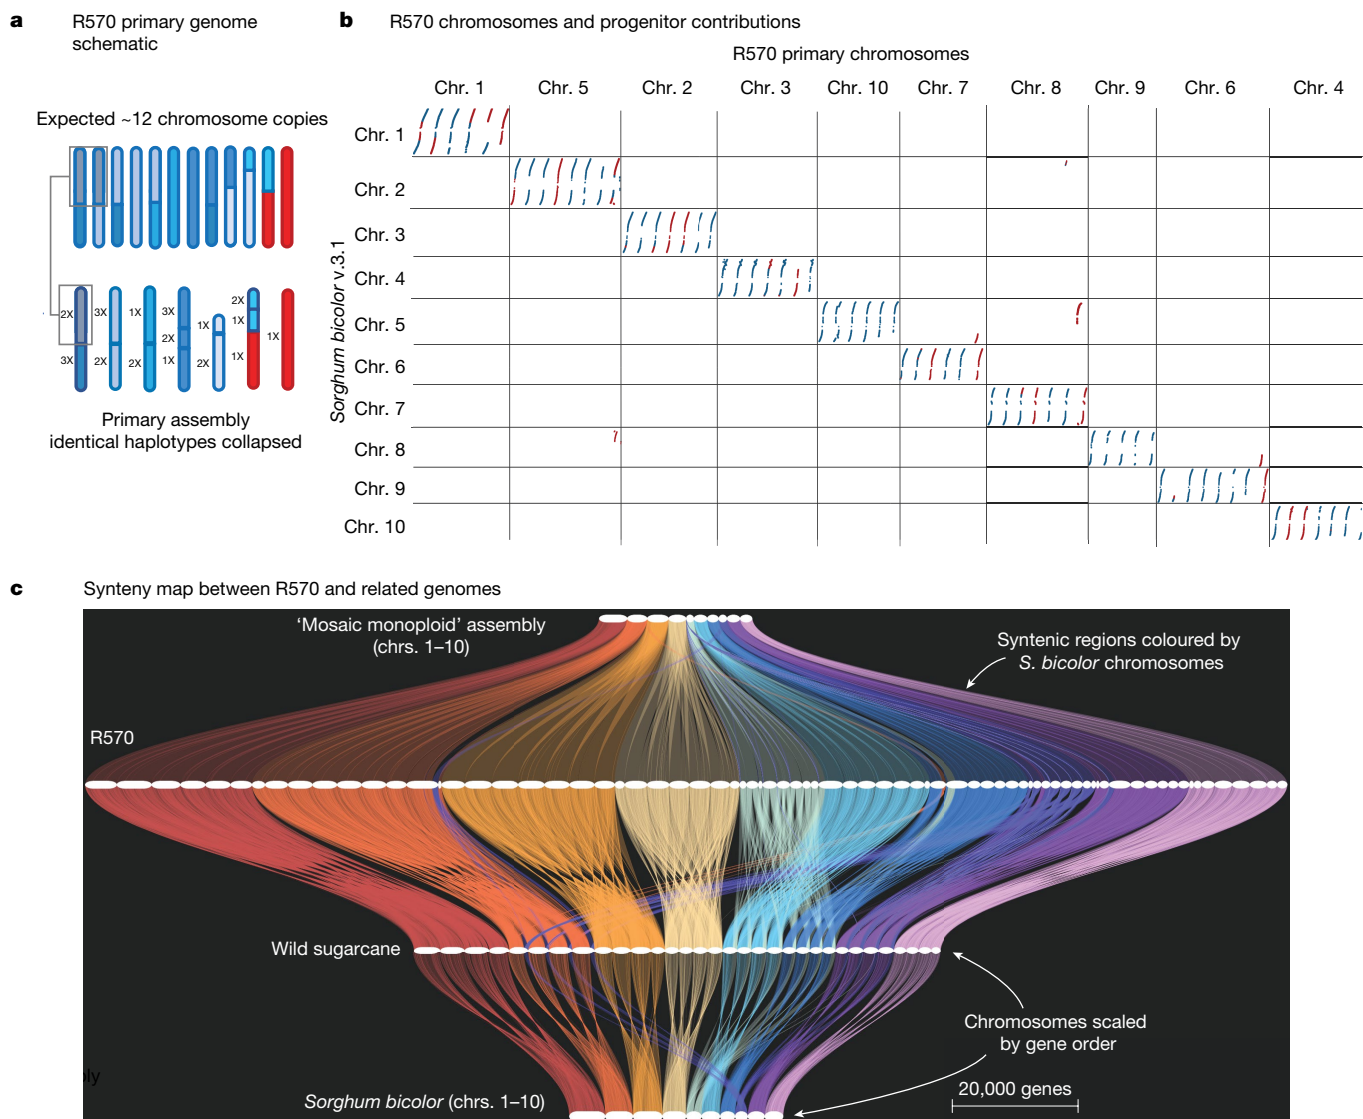 a R570 primary genome
schematic
Expected ~12 chromosome copies
2X 3X 1X 3X 1X 2X 1X 1X
3X 2X 2X 2X 1X 2X 1X
Primary assembly
identical haplotypes collapsed
b R570 chromosomes and progenitor contributions
R570 primary chromosomes
Chr. 1 Chr. 5 Chr. 2 Chr. 3 Chr. 10 Chr. 7 Chr. 8 Chr. 9 Chr. 6 Chr. 4
Sorghum bicolor v.3.1
Chr. 1
Chr. 2
Chr. 3
Chr. 4
Chr. 5
Chr. 6
Chr. 7
Chr. 8
Chr. 9
Chr. 10
c Synteny map between R570 and related genomes
'Mosaic monoploid' assembly
(chrs. 1–10)
Syntenic regions coloured by
S. bicolor chromosomes
R570
Wild sugarcane
Chromosomes scaled
by gene order
20,000 genes
Sorghum bicolor (chrs. 1–10)